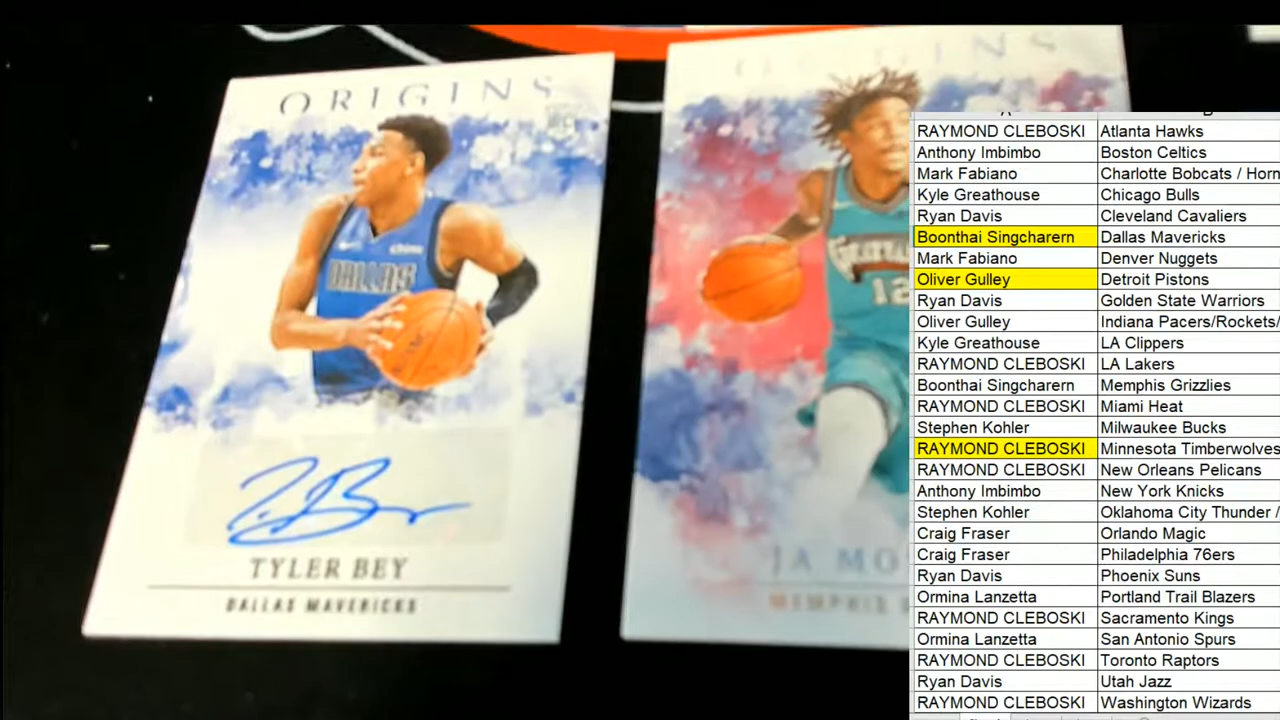 ORIGINS
RC
DALLAS
TYLER BEY
DALLAS MAVERICKS
ORIGINS
GRIZZLIES
12
JA MO
MEMPHIS
RAYMOND CLEBOSKI Atlanta Hawks
Anthony Imbimbo Boston Celtics
Mark Fabiano Charlotte Bobcats / Horn
Kyle Greathouse Chicago Bulls
Ryan Davis Cleveland Cavaliers
Boonthai Singcharern Dallas Mavericks
Mark Fabiano Denver Nuggets
Oliver Gulley Detroit Pistons
Ryan Davis Golden State Warriors
Oliver Gulley Indiana Pacers/Rockets/
Kyle Greathouse LA Clippers
RAYMOND CLEBOSKI LA Lakers
Boonthai Singcharern Memphis Grizzlies
RAYMOND CLEBOSKI Miami Heat
Stephen Kohler Milwaukee Bucks
RAYMOND CLEBOSKI Minnesota Timberwolves
RAYMOND CLEBOSKI New Orleans Pelicans
Anthony Imbimbo New York Knicks
Stephen Kohler Oklahoma City Thunder /
Craig Fraser Orlando Magic
Craig Fraser Philadelphia 76ers
Ryan Davis Phoenix Suns
Ormina Lanzetta Portland Trail Blazers
RAYMOND CLEBOSKI Sacramento Kings
Ormina Lanzetta San Antonio Spurs
RAYMOND CLEBOSKI Toronto Raptors
Ryan Davis Utah Jazz
RAYMOND CLEBOSKI Washington Wizards